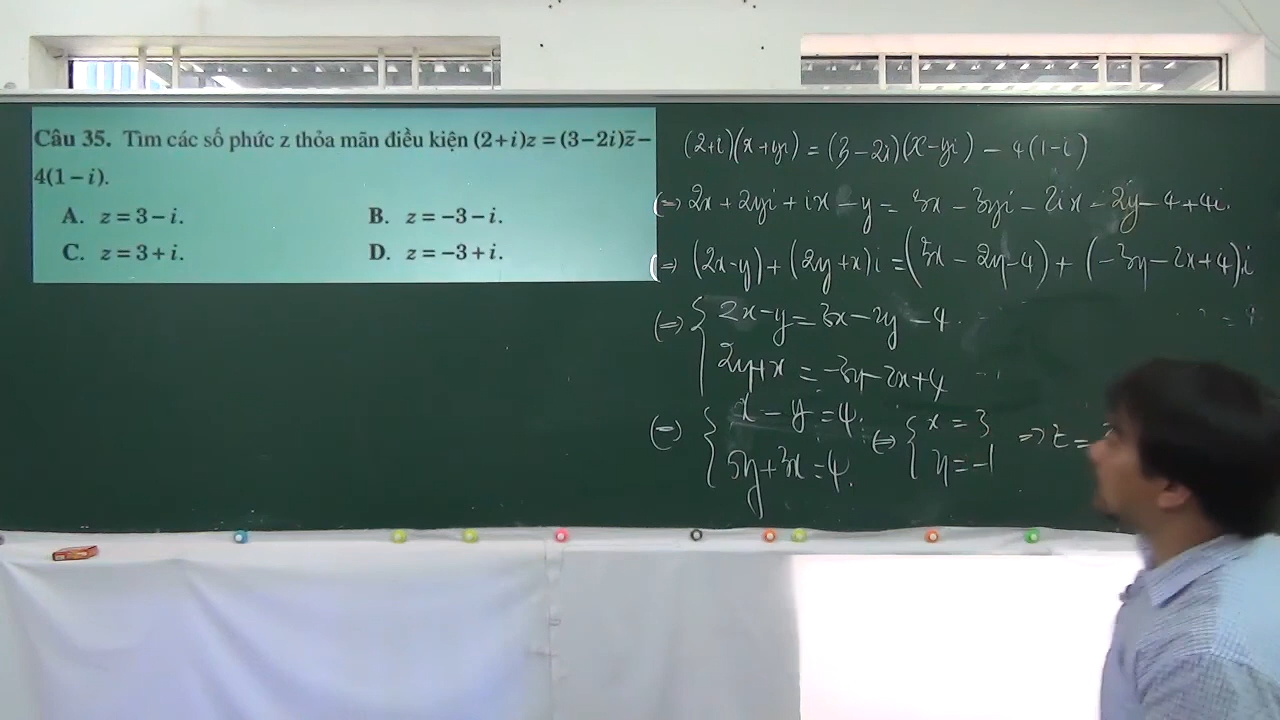 Câu 35. Tìm các số phức z thỏa mãn điều kiện (2+i)z = (3−2i)z̅ −
4(1−i).
A. z = 3−i. B. z = −3−i.
C. z = 3+i. D. z = −3+i.
(2+i)(x+yi) = (3−2i)(x−yi) − 4(1−i)
(=) 2x + 2yi + ix − y = 3x − 3yi − 2ix − 2y − 4 + 4i.
(=) (2x−y) + (2y+x)i = (3x − 2y−4) + (−3y−2x+4)i
(=) { 2x−y = 3x−2y−4
2y+x = −3y−2x+4
(=) { x − y = 4. (=) { x = 3 => z =
5y+3x = 4. y = −1